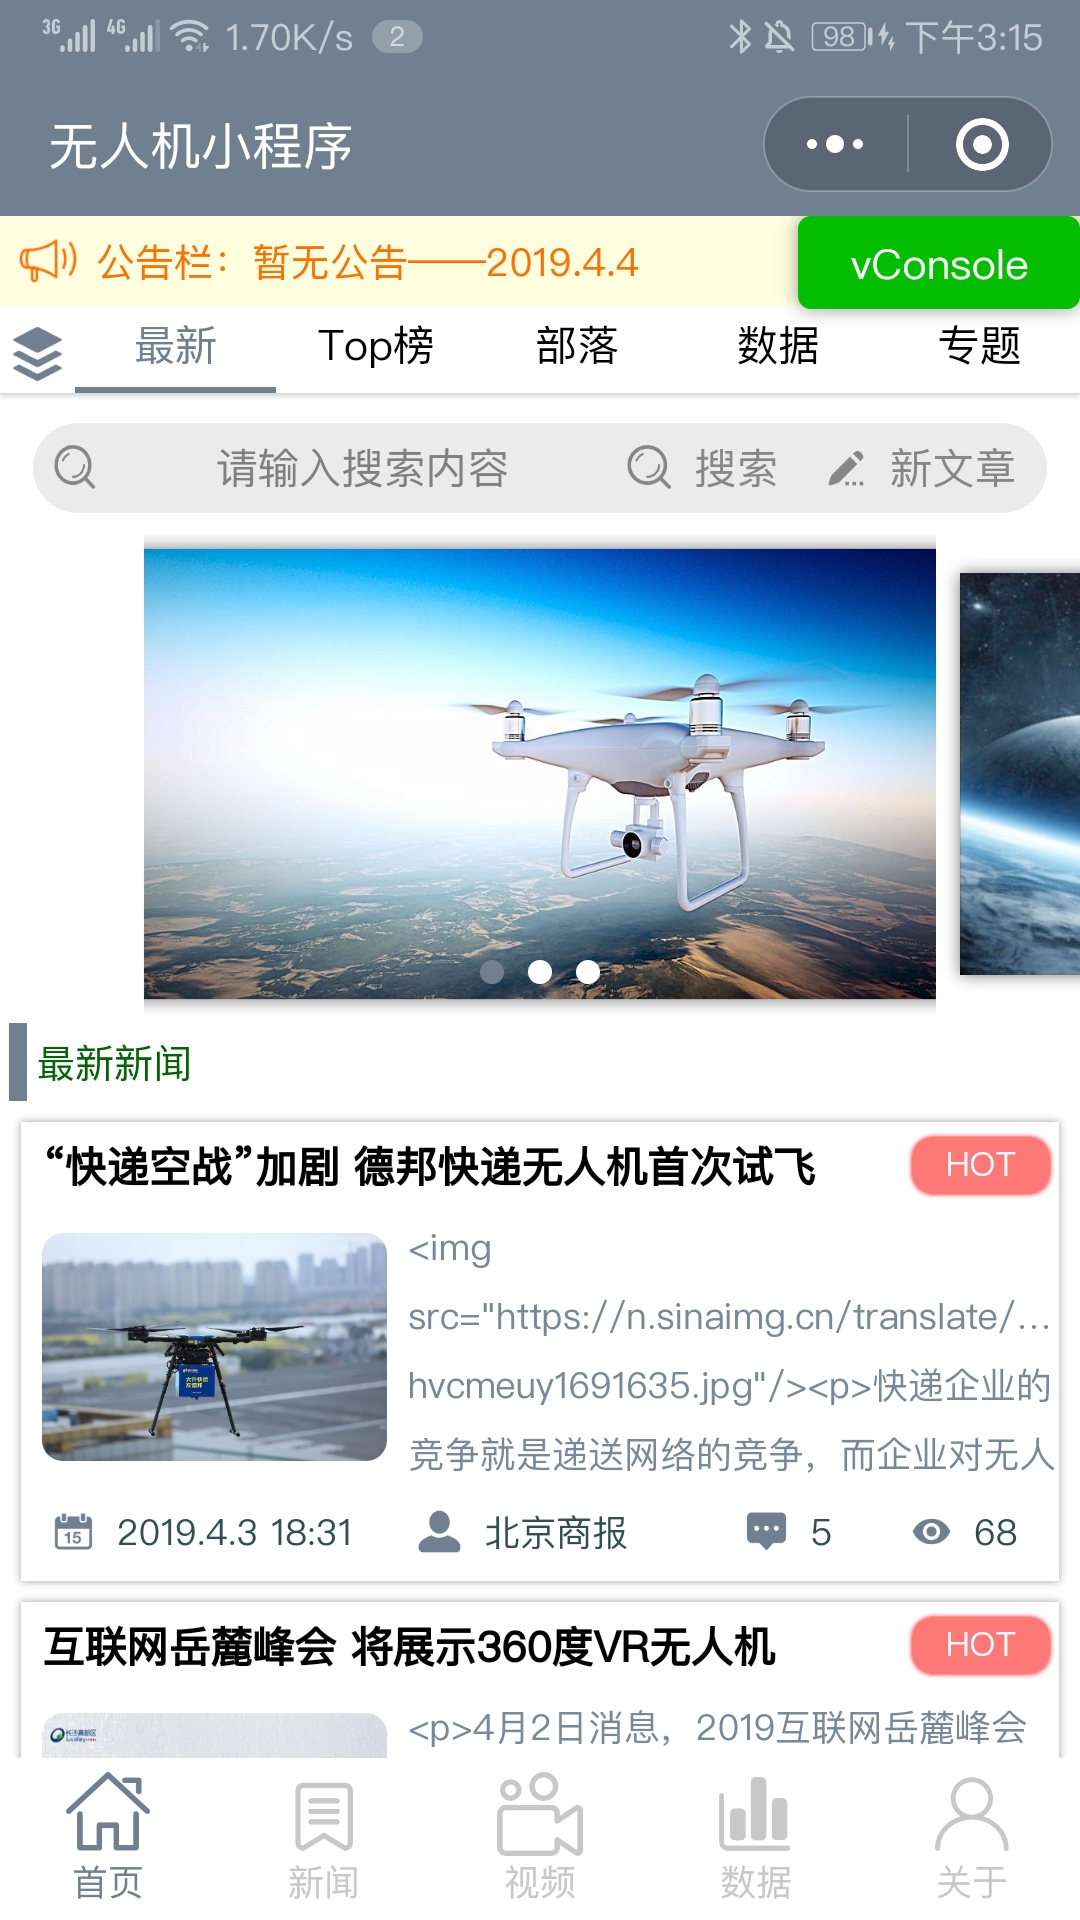 3G 4G 1.70K/s 2 98 下午3:15
无人机小程序
公告栏：暂无公告——2019.4.4
vConsole
最新 Top榜 部落 数据 专题
请输入搜索内容 搜索 新文章
最新新闻
“快递空战”加剧 德邦快递无人机首次试飞 HOT
<img
src="https://n.sinaimg.cn/translate/...
hvcmeuy1691635.jpg"/><p>快递企业的
竞争就是递送网络的竞争，而企业对无人
15 2019.4.3 18:31 北京商报 5 68
互联网岳麓峰会 将展示360度VR无人机 HOT
<p>4月2日消息，2019互联网岳麓峰会
首页 新闻 视频 数据 关于